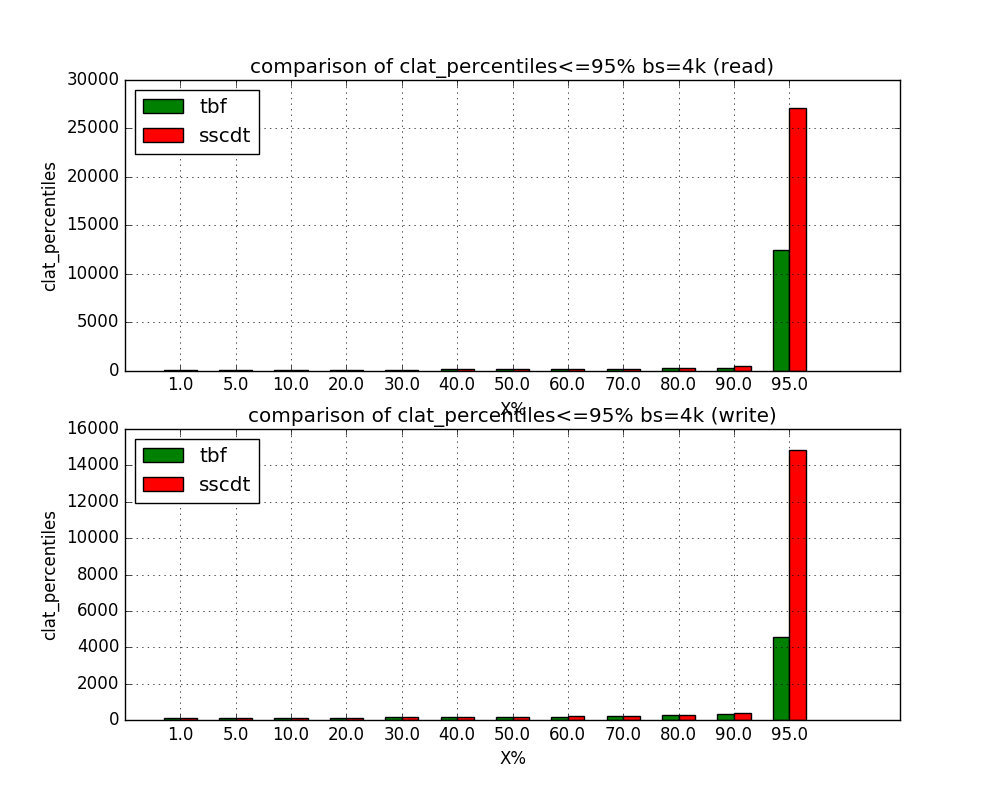 comparison of clat_percentiles<=95% bs=4k (read)
30000
25000
20000
15000
10000
5000
0
clat_percentiles
tbf
sscdt
1.0 5.0 10.0 20.0 30.0 40.0 50.0 60.0 70.0 80.0 90.0 95.0
X%
comparison of clat_percentiles<=95% bs=4k (write)
16000
14000
12000
10000
8000
6000
4000
2000
0
clat_percentiles
tbf
sscdt
1.0 5.0 10.0 20.0 30.0 40.0 50.0 60.0 70.0 80.0 90.0 95.0
X%